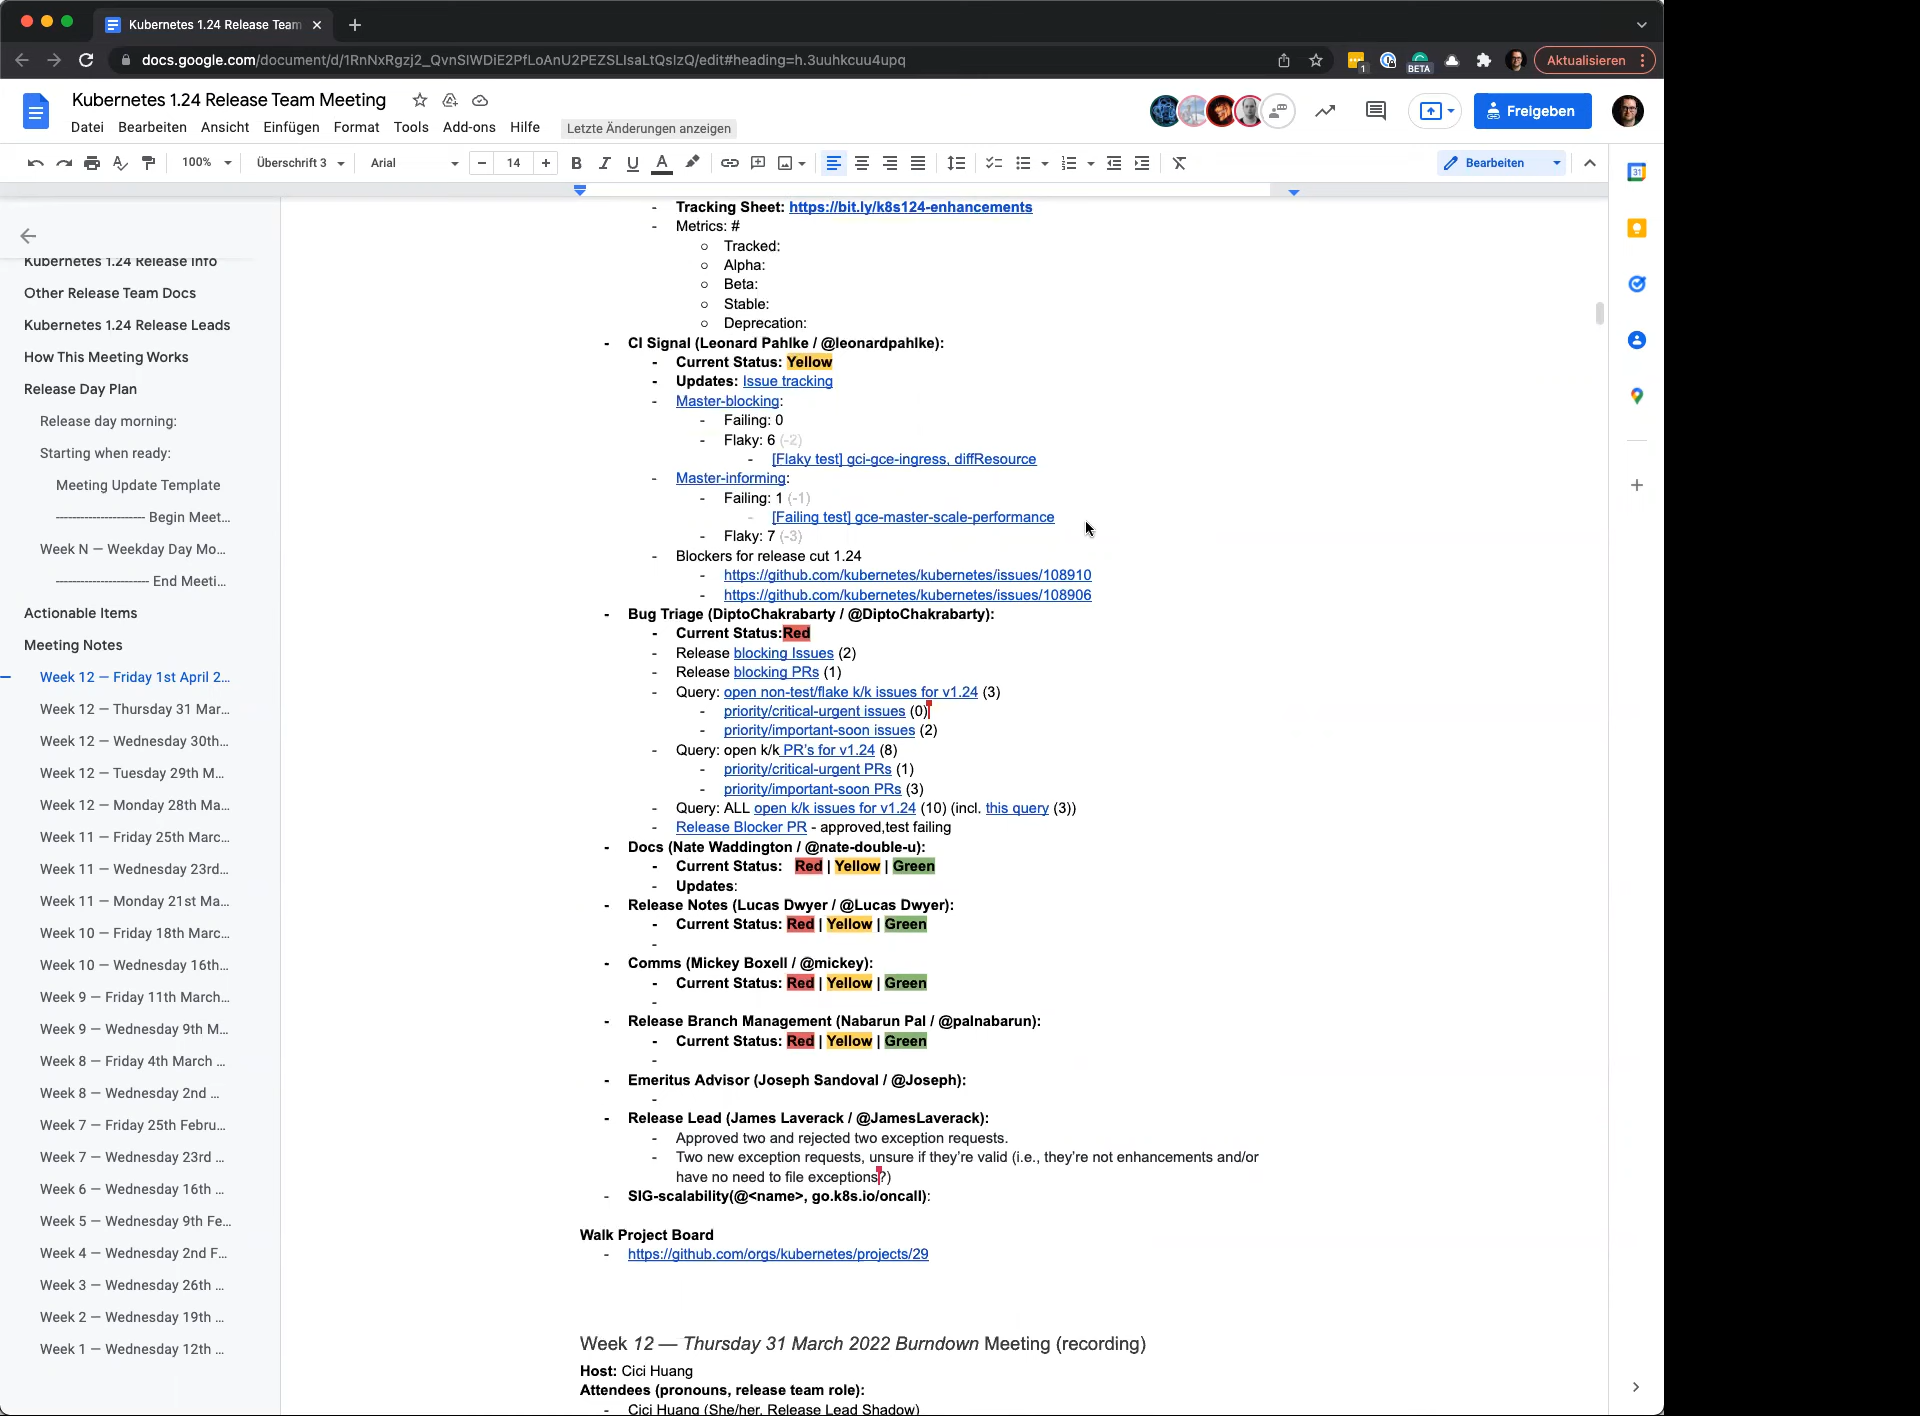 Kubernetes 1.24 Release Team
docs.google.com/document/d/1RnNxRgzj2_QvnSlWDiE2PfLoAnU2PEZSLIsaLtQsIzQ/edit#heading=h.3uuhkcuu4upq
1
BETA
Aktualisieren
Kubernetes 1.24 Release Team Meeting
Datei Bearbeiten Ansicht Einfügen Format Tools Add-ons Hilfe Letzte Änderungen anzeigen
Freigeben
100% Überschrift 3 Arial 14 B I U A Bearbeiten
31
Kubernetes 1.24 Release Info
Other Release Team Docs
Kubernetes 1.24 Release Leads
How This Meeting Works
Release Day Plan
Release day morning:
Starting when ready:
Meeting Update Template
---------------------- Begin Meet...
Week N — Weekday Day Mo...
----------------------- End Meeti...
Actionable Items
Meeting Notes
Week 12 — Friday 1st April 2...
Week 12 — Thursday 31 Mar...
Week 12 — Wednesday 30th...
Week 12 — Tuesday 29th M...
Week 12 — Monday 28th Ma...
Week 11 — Friday 25th Marc...
Week 11 — Wednesday 23rd...
Week 11 — Monday 21st Ma...
Week 10 — Friday 18th Marc...
Week 10 — Wednesday 16th...
Week 9 — Friday 11th March...
Week 9 — Wednesday 9th M...
Week 8 — Friday 4th March ...
Week 8 — Wednesday 2nd ...
Week 7 — Friday 25th Febru...
Week 7 — Wednesday 23rd ...
Week 6 — Wednesday 16th ...
Week 5 — Wednesday 9th Fe...
Week 4 — Wednesday 2nd F...
Week 3 — Wednesday 26th ...
Week 2 — Wednesday 19th ...
Week 1 — Wednesday 12th ...
- Tracking Sheet: https://bit.ly/k8s124-enhancements
- Metrics: #
○ Tracked:
○ Alpha:
○ Beta:
○ Stable:
○ Deprecation:
- CI Signal (Leonard Pahlke / @leonardpahlke):
- Current Status: Yellow
- Updates: Issue tracking
- Master-blocking:
- Failing: 0
- Flaky: 6 (-2)
- [Flaky test] gci-gce-ingress, diffResource
- Master-informing:
- Failing: 1 (-1)
- [Failing test] gce-master-scale-performance
- Flaky: 7 (-3)
- Blockers for release cut 1.24
- https://github.com/kubernetes/kubernetes/issues/108910
- https://github.com/kubernetes/kubernetes/issues/108906
- Bug Triage (DiptoChakrabarty / @DiptoChakrabarty):
- Current Status:Red
- Release blocking Issues (2)
- Release blocking PRs (1)
- Query: open non-test/flake k/k issues for v1.24 (3)
- priority/critical-urgent issues (0)
- priority/important-soon issues (2)
- Query: open k/k PR's for v1.24 (8)
- priority/critical-urgent PRs (1)
- priority/important-soon PRs (3)
- Query: ALL open k/k issues for v1.24 (10) (incl. this query (3))
- Release Blocker PR - approved,test failing
- Docs (Nate Waddington / @nate-double-u):
- Current Status: Red | Yellow | Green
- Updates:
- Release Notes (Lucas Dwyer / @Lucas Dwyer):
- Current Status: Red | Yellow | Green
-
- Comms (Mickey Boxell / @mickey):
- Current Status: Red | Yellow | Green
-
- Release Branch Management (Nabarun Pal / @palnabarun):
- Current Status: Red | Yellow | Green
-
- Emeritus Advisor (Joseph Sandoval / @Joseph):
-
- Release Lead (James Laverack / @JamesLaverack):
- Approved two and rejected two exception requests.
- Two new exception requests, unsure if they're valid (i.e., they're not enhancements and/or
have no need to file exceptions?)
- SIG-scalability(@<name>, go.k8s.io/oncall):
Walk Project Board
- https://github.com/orgs/kubernetes/projects/29
Week 12 — Thursday 31 March 2022 Burndown Meeting (recording)
Host: Cici Huang
Attendees (pronouns, release team role):
- Cici Huang (She/her, Release Lead Shadow)